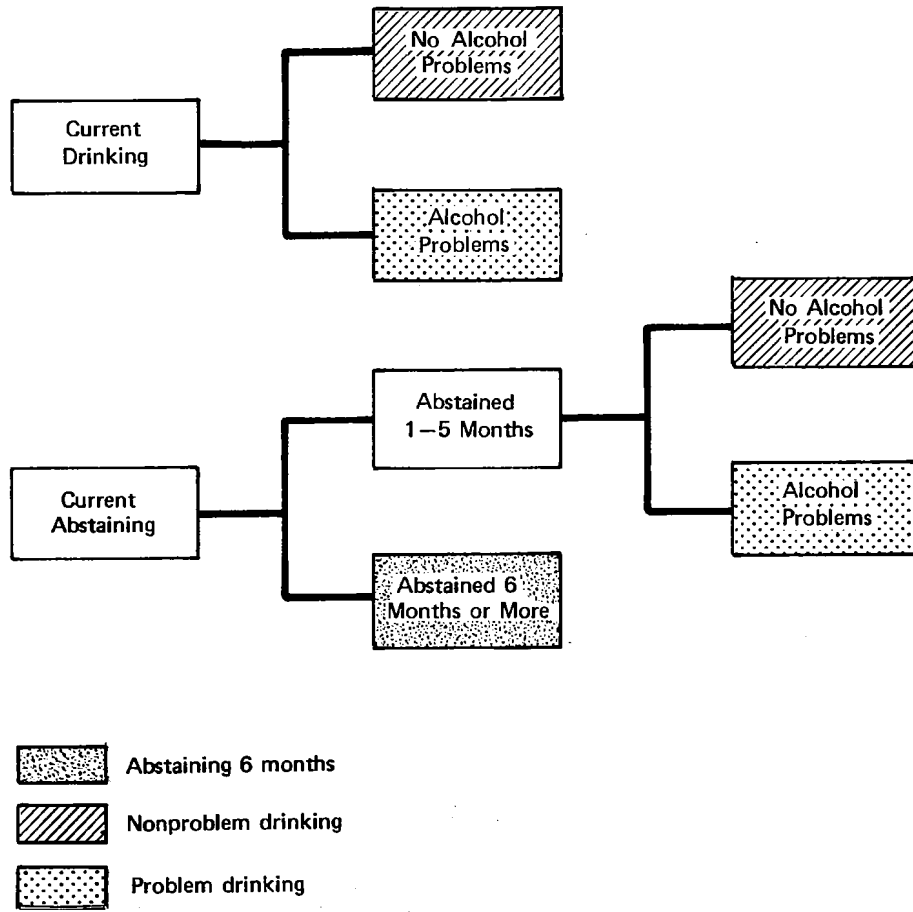 No Alcohol
Problems
Current
Drinking
Alcohol
Problems
No Alcohol
Problems
Abstained
1–5 Months
Current
Abstaining
Alcohol
Problems
Abstained 6
Months or More
Abstaining 6 months
Nonproblem drinking
Problem drinking